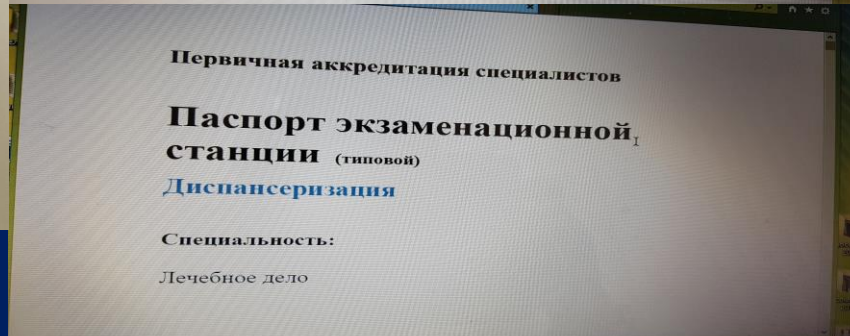 Первичная аккредитация специалистов
Паспорт экзаменационной
станции (типовой)
Диспансеризация
Специальность:
Лечебное дело